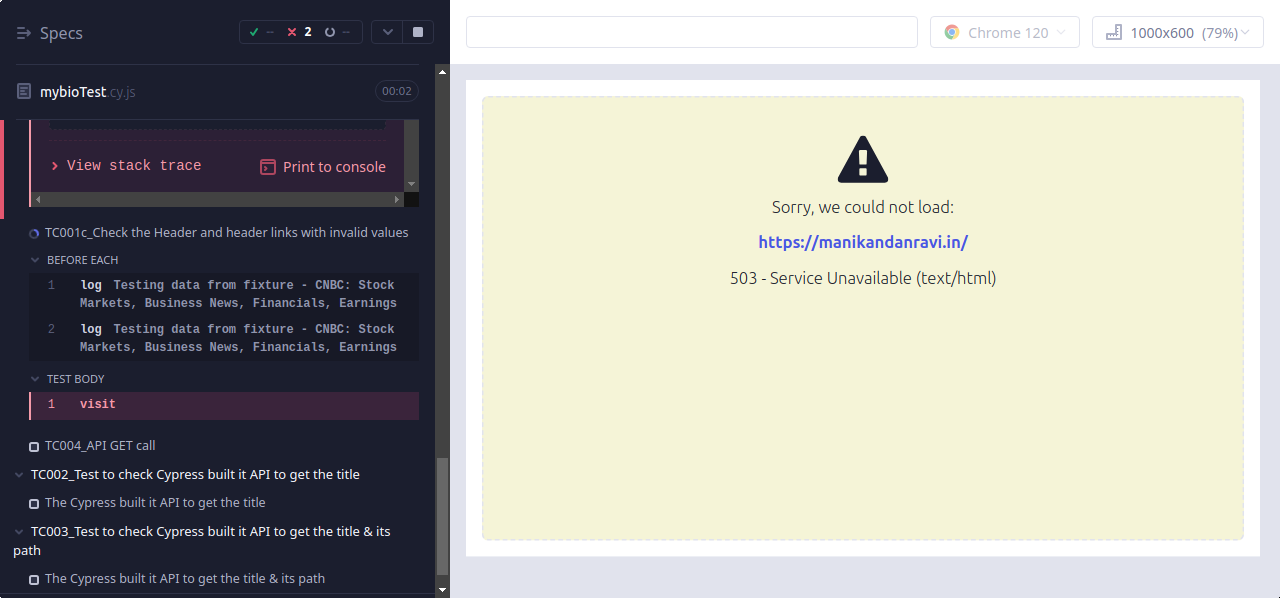 Specs
-- 2 --
mybioTest.cy.js
00:02
View stack trace
Print to console
TC001c_Check the Header and header links with invalid values
BEFORE EACH
1 log Testing data from fixture - CNBC: Stock
Markets, Business News, Financials, Earnings
2 log Testing data from fixture - CNBC: Stock
Markets, Business News, Financials, Earnings
TEST BODY
1 visit
TC004_API GET call
TC002_Test to check Cypress built it API to get the title
The Cypress built it API to get the title
TC003_Test to check Cypress built it API to get the title & its
path
The Cypress built it API to get the title & its path
Chrome 120
1000x600 (79%)
Sorry, we could not load:
https://manikandanravi.in/
503 - Service Unavailable (text/html)